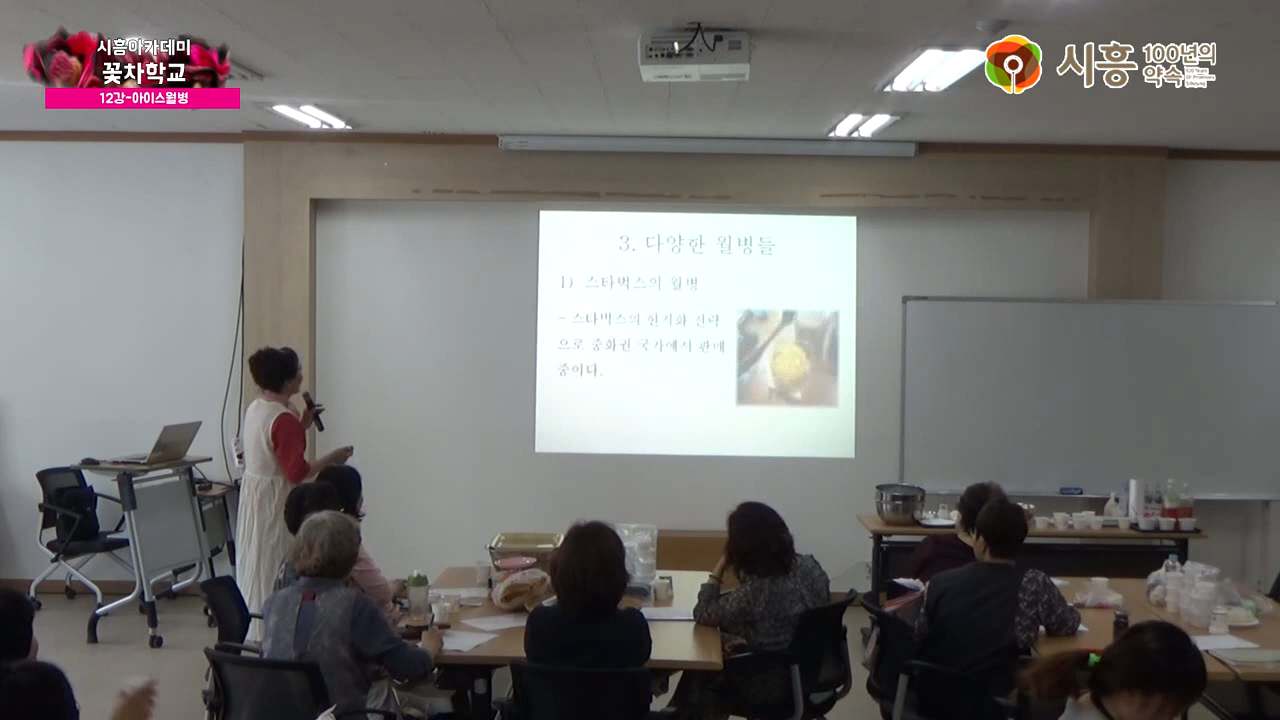 시흥아카데미
꽃차학교
12강-아이스월병
시흥 100년의
약속
3. 다양한 월병들
1) 스타벅스의 월병
- 스타벅스의 현지화 전략
으로 중화권 국가에서 판매
중이다.